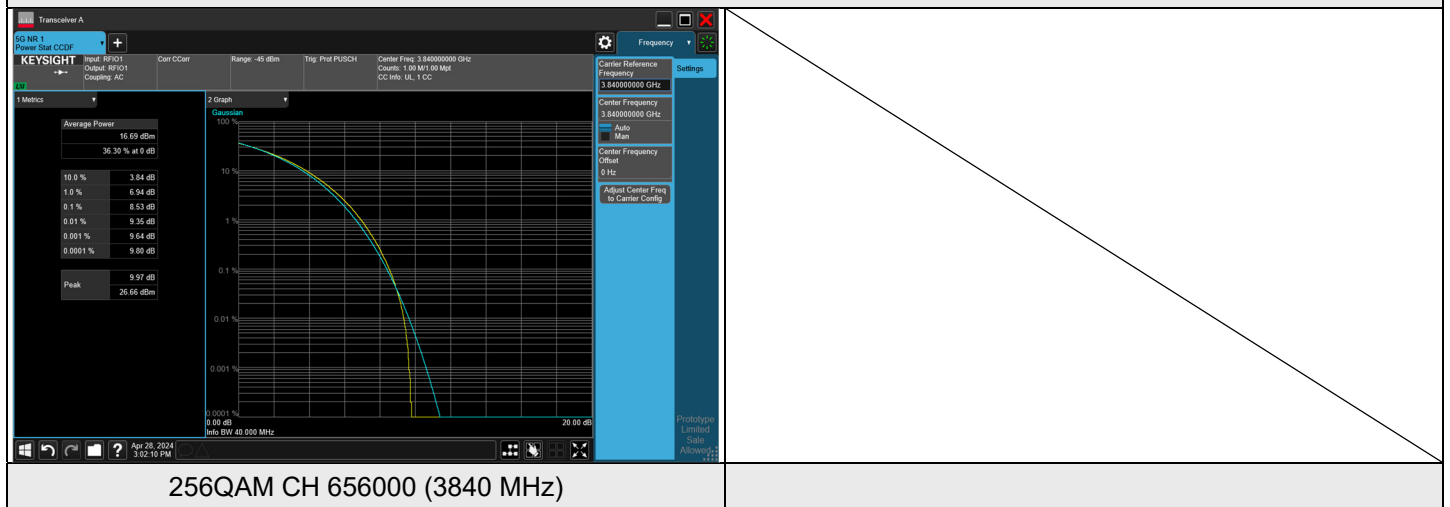 Transceiver A
5G NR 1
Power Stat CCDF
+
Frequency
KEYSIGHT
Input: RFIO1
Output: RFIO1
Coupling: AC
Corr CCorr
Range: -45 dBm
Trig: Prot PUSCH
Center Freq: 3.840000000 GHz
Counts: 1.00 M/1.00 Mpt
CC Info: UL, 1 CC
Carrier Reference
Frequency
3.840000000 GHz
Settings
1 Metrics
2 Graph
Center Frequency
3.840000000 GHz
Auto
Man
Center Frequency
Offset
0 Hz
Adjust Center Freq
to Carrier Config
Average Power
16.69 dBm
36.30 % at 0 dB
10.0 % 3.84 dB
1.0 % 6.94 dB
0.1 % 8.53 dB
0.01 % 9.35 dB
0.001 % 9.64 dB
0.0001 % 9.80 dB
Peak
9.97 dB
26.66 dBm
Gaussian
100 %
10 %
1 %
0.1 %
0.01 %
0.001 %
0.0001 %
0.00 dB
20.00 dB
Info BW 40.000 MHz
Prototype
Limited
Sale
Allowed
?
Apr 28, 2024
3:02:10 PM
256QAM CH 656000 (3840 MHz)